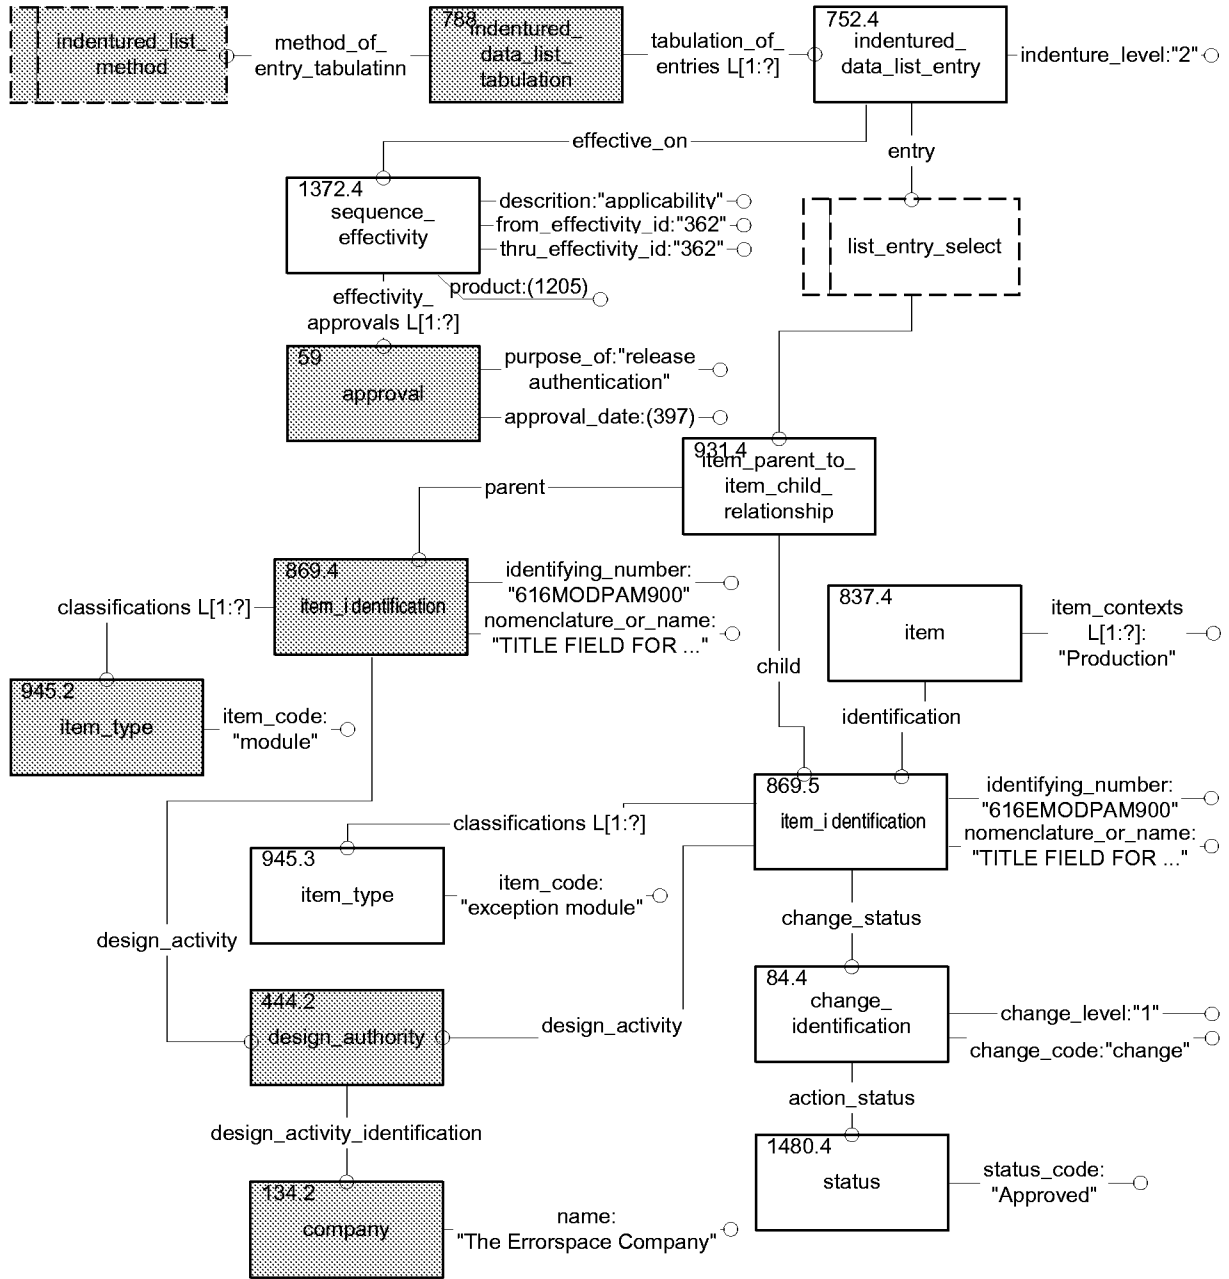 indentured_list_
method
method_of_
entry_tabulatinn
788
indentured_
data_list_
tabulation
tabulation_of_
entries L[1:?]
752.4
indentured_
data_list_entry
indenture_level:"2"
effective_on
entry
1372.4
sequence_
effectivity
descrition:"applicability"
from_effectivity_id:"362"
thru_effectivity_id:"362"
product:(1205)
list_entry_select
effectivity_
approvals L[1:?]
59
approval
purpose_of:"release
authentication"
approval_date:(397)
931.4
item_parent_to_
item_child_
relationship
parent
869.4
item_i dentification
identifying_number:
"616MODPAM900"
nomenclature_or_name:
"TITLE FIELD FOR ..."
classifications L[1:?]
837.4
item
item_contexts
L[1:?]:
"Production"
child
identification
945.2
item_type
item_code:
"module"
869.5
item_i dentification
identifying_number:
"616EMODPAM900"
nomenclature_or_name:
"TITLE FIELD FOR ..."
classifications L[1:?]
945.3
item_type
item_code:
"exception module"
change_status
design_activity
84.4
change_
identification
change_level:"1"
change_code:"change"
444.2
design_authority
design_activity
action_status
design_activity_identification
1480.4
status
status_code:
"Approved"
134.2
company
name:
"The Errorspace Company"